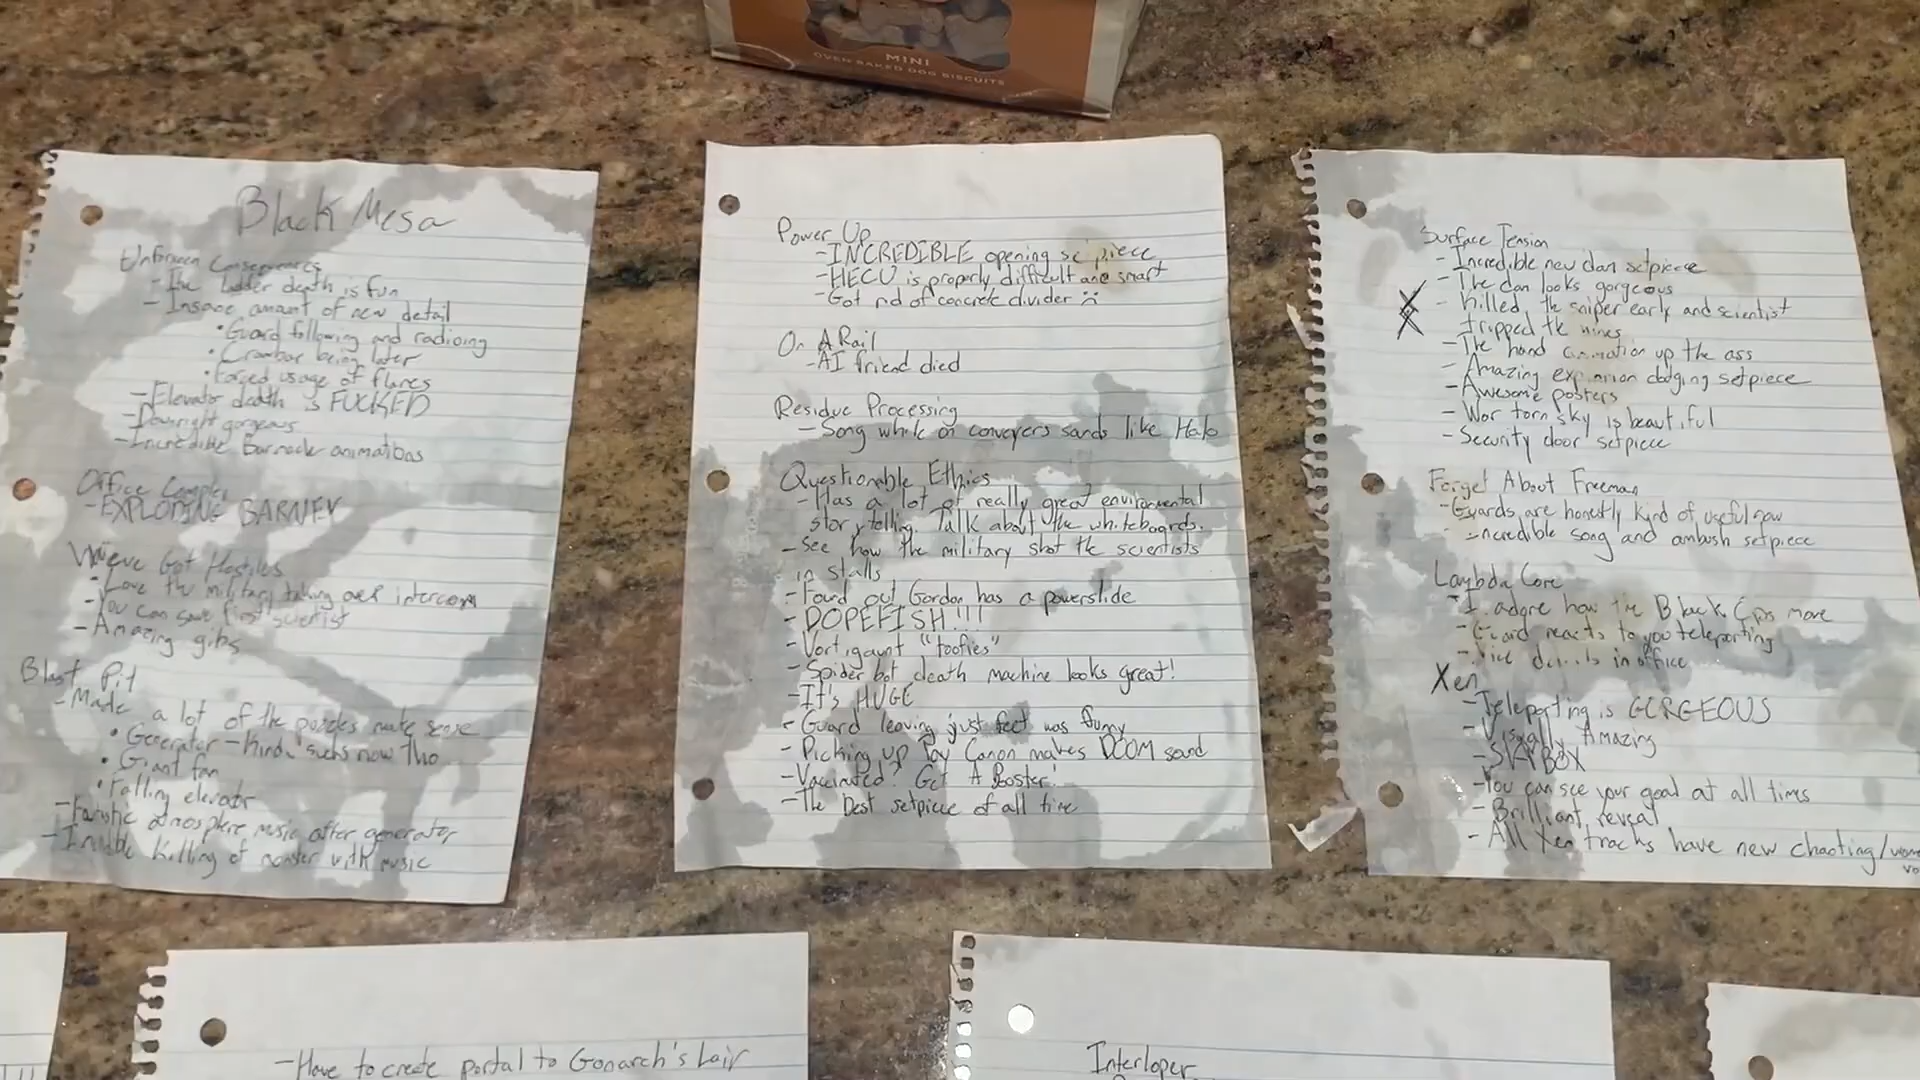 MINI
OVEN BAKED DOG BISCUITS
Black Mesa
Unforseen Consequences
- The ladder death is fun
- Insane amount of new detail
• Guard following and radioing
• Crowbar being later
• Forced usage of flares
- Elevator death is FUCKED
- Downright gorgeous
- Incredible Barnacle animations
Office Complex
- EXPLODING BARNEY
We've Got Hostiles
- Love the military taking over intercom
- You can save first scientist
- Amazing gibs
Blast Pit
- Made a lot of the puzzles make sense
• Generator - Kinda sucks now tho
• Giant fan
• Falling elevator
- Fantastic atmosphere, music after generator
- Killing of monster with music
Power Up
- INCREDIBLE opening setpiece
- HECU is properly difficult and smart
- Got rid of concrete divider :(
On A Rail
- AI friend died
Residue Processing
- Song while on conveyers sounds like Halo
Questionable Ethics
- Has a lot of really great environmental
storytelling. Talk about the whiteboards.
- See how the military shot the scientists
in stalls
- Found out Gordon has a powerslide
- DOPEFISH!!!
- Vortigaunt "toofies"
- Spider bot death machine looks great!
- It's HUGE
- Guard leaving just feet was funny
- Picking up Tau Canon makes DOOM sound
- Vaccinated? Get A Booster!
- The best setpiece of all time
Surface Tension
- Incredible new dam setpiece
- The dam looks gorgeous
- Killed the sniper early and scientist
tripped the mines
- The hand animation up the ass
- Amazing explosion dodging setpiece
- Awesome posters
- War torn sky is beautiful
- Security door setpiece
Forget About Freeman
- Guards are honestly kind of useful now
- Incredible song and ambush setpiece
Lambda Core
- I adore how the Black Ops move
- Guard reacts to you teleporting
- Nice details in office
Xen
- Teleporting is GORGEOUS
- Visually Amazing
- SKYBOX
- You can see your goal at all times
- Brilliant reveal
- All Xen tracks have new chanting/
- Have to create portal to Gonarch's Lair
Interloper